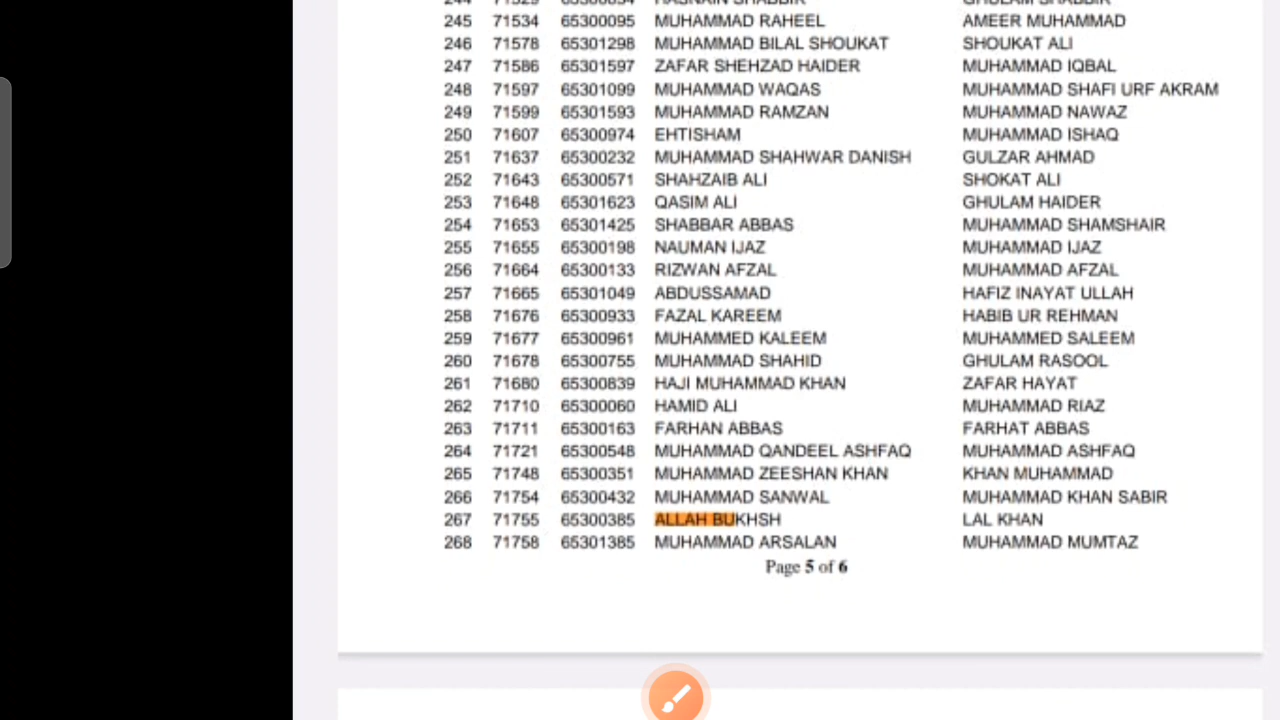 245 71534 65300095 MUHAMMAD RAHEEL AMEER MUHAMMAD
246 71578 65301298 MUHAMMAD BILAL SHOUKAT SHOUKAT ALI
247 71586 65301597 ZAFAR SHEHZAD HAIDER MUHAMMAD IQBAL
248 71597 65301099 MUHAMMAD WAQAS MUHAMMAD SHAFI URF AKRAM
249 71599 65301593 MUHAMMAD RAMZAN MUHAMMAD NAWAZ
250 71607 65300974 EHTISHAM MUHAMMAD ISHAQ
251 71637 65300232 MUHAMMAD SHAHWAR DANISH GULZAR AHMAD
252 71643 65300571 SHAHZAIB ALI SHOKAT ALI
253 71648 65301623 QASIM ALI GHULAM HAIDER
254 71653 65301425 SHABBAR ABBAS MUHAMMAD SHAMSHAIR
255 71655 65300198 NAUMAN IJAZ MUHAMMAD IJAZ
256 71664 65300133 RIZWAN AFZAL MUHAMMAD AFZAL
257 71665 65301049 ABDUSSAMAD HAFIZ INAYAT ULLAH
258 71676 65300933 FAZAL KAREEM HABIB UR REHMAN
259 71677 65300961 MUHAMMED KALEEM MUHAMMED SALEEM
260 71678 65300755 MUHAMMAD SHAHID GHULAM RASOOL
261 71680 65300839 HAJI MUHAMMAD KHAN ZAFAR HAYAT
262 71710 65300060 HAMID ALI MUHAMMAD RIAZ
263 71711 65300163 FARHAN ABBAS FARHAT ABBAS
264 71721 65300548 MUHAMMAD QANDEEL ASHFAQ MUHAMMAD ASHFAQ
265 71748 65300351 MUHAMMAD ZEESHAN KHAN KHAN MUHAMMAD
266 71754 65300432 MUHAMMAD SANWAL MUHAMMAD KHAN SABIR
267 71755 65300385 ALLAH BUKHSH LAL KHAN
268 71758 65301385 MUHAMMAD ARSALAN MUHAMMAD MUMTAZ
Page 5 of 6